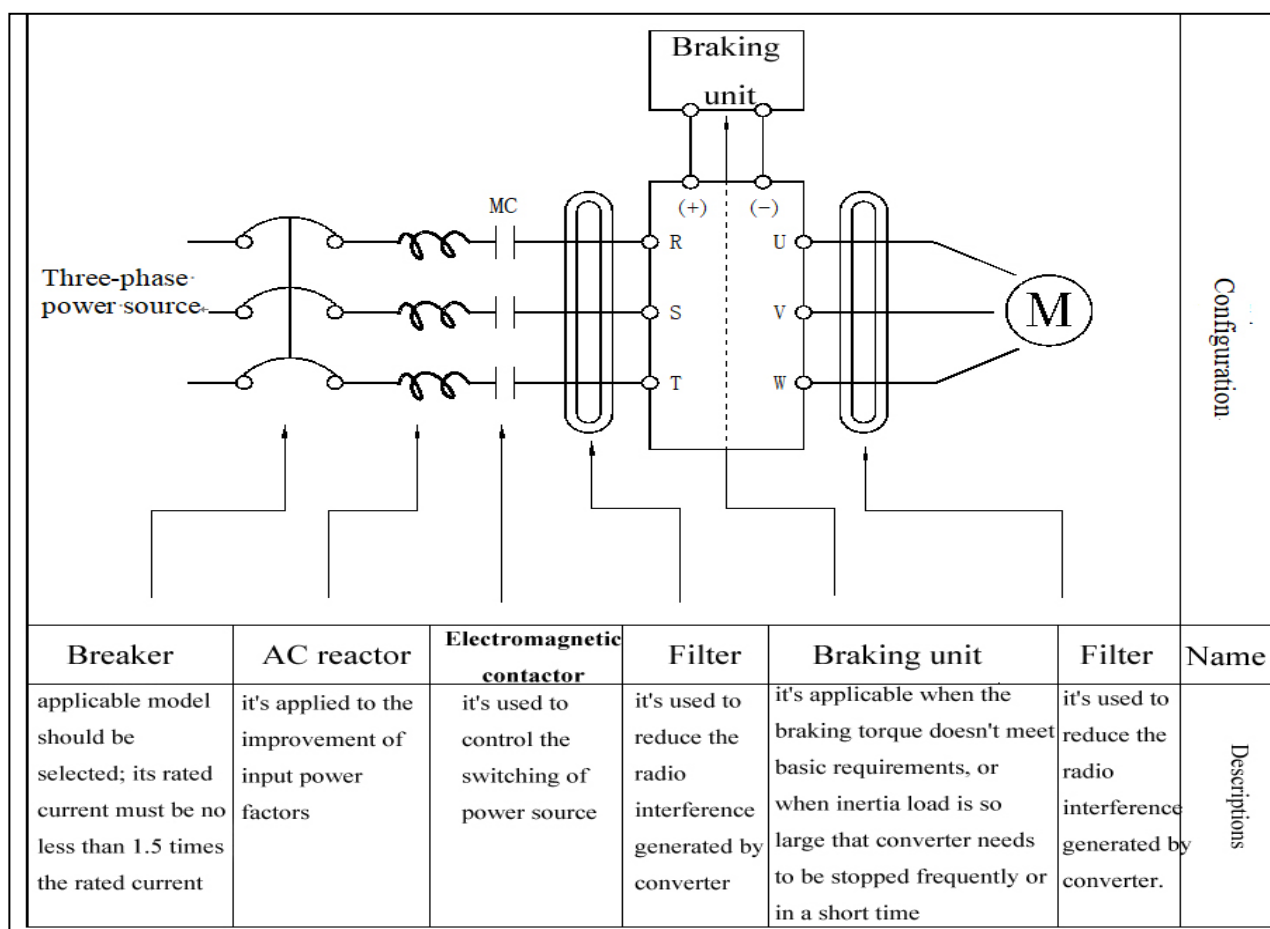 Braking
unit
MC
(+) (-)
R U
Three-phase
power source
S V
M
T W
Configuration
Breaker
AC reactor
Electromagnetic
contactor
Filter
Braking unit
Filter
Name
applicable model
should be
selected; its rated
current must be no
less than 1.5 times
the rated current
it's applied to the
improvement of
input power
factors
it's used to
control the
switching of
power source
it's used to
reduce the
radio
interference
generated by
converter
it's applicable when the
braking torque doesn't meet
basic requirements, or
when inertia load is so
large that converter needs
to be stopped frequently or
in a short time
it's used to
reduce the
radio
interference
generated by
converter.
Descriptions